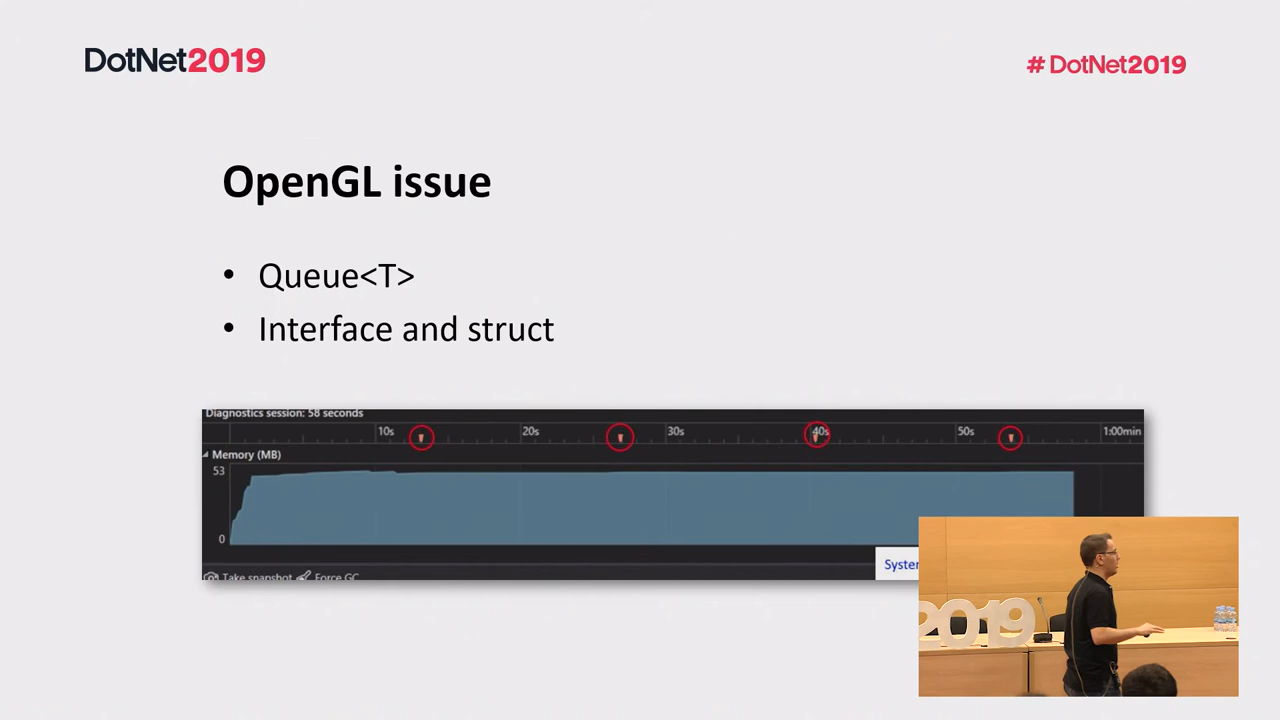 DotNet2019
# DotNet2019
OpenGL issue
• Queue<T>
• Interface and struct
Diagnostics session: 58 seconds
10s 20s 30s 40s 50s 1:00min
Memory (MB)
53
0
Take snapshot Force GC
2019